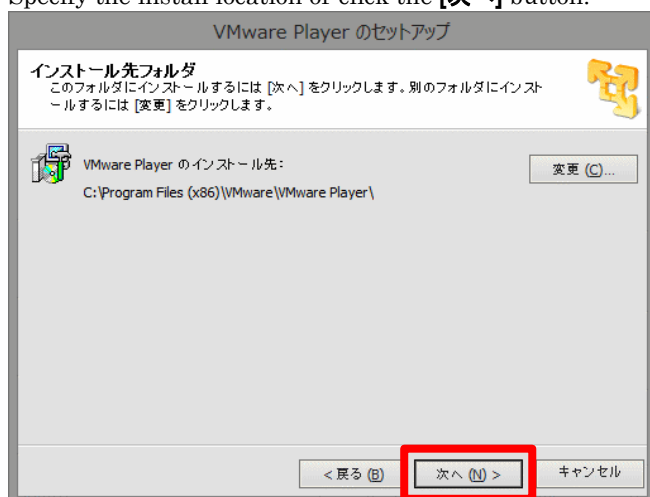 Specify the install location or click the [次へ] button.
VMware Player のセットアップ
インストール先フォルダ
このフォルダにインストールするには [次へ] をクリックします。別のフォルダにインスト
ールするには [変更] をクリックします。
VMware Player のインストール先:
変更 (C)...
C:\Program Files (x86)\VMware\VMware Player\
< 戻る (B)
次へ (N) >
キャンセル